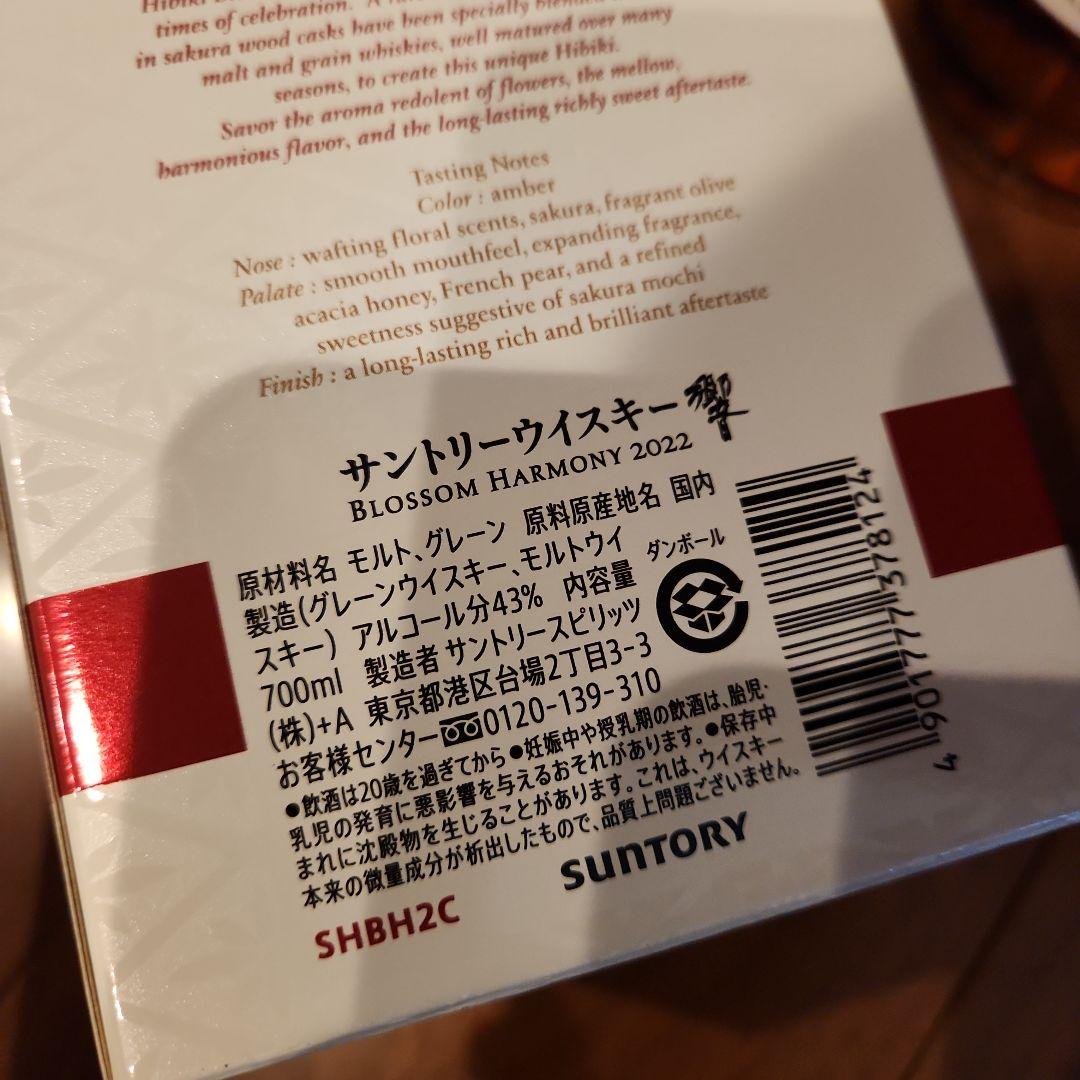 times of celebration. A
in sakura wood casks have been specially blended
malt and grain whiskies, well matured over many
seasons, to create this unique Hibiki.
Savor the aroma redolent of flowers, the mellow,
harmonious flavor, and the long-lasting richly sweet aftertaste.
Tasting Notes
Color : amber
Nose : wafting floral scents, sakura, fragrant olive
Palate : smooth mouthfeel, expanding fragrance,
acacia honey, French pear, and a refined
sweetness suggestive of sakura mochi
Finish : a long-lasting rich and brilliant aftertaste
サントリーウイスキー 響
BLOSSOM HARMONY 2022
原材料名 モルト、グレーン 原料原産地名 国内
製造(グレーンウイスキー、モルトウイ
スキー) アルコール分43% 内容量
700ml 製造者 サントリースピリッツ
(株)+A 東京都港区台場2丁目3-3
お客様センター 0120-139-310
●飲酒は20歳を過ぎてから●妊娠中や授乳期の飲酒は、胎児・
乳児の発育に悪影響を与えるおそれがあります。●保存中
まれに沈殿物を生じることがあります。これは、ウイスキー
本来の微量成分が析出したもので、品質上問題ございません。
ダンボール
4901777378124
SHBH2C
SUNTORY